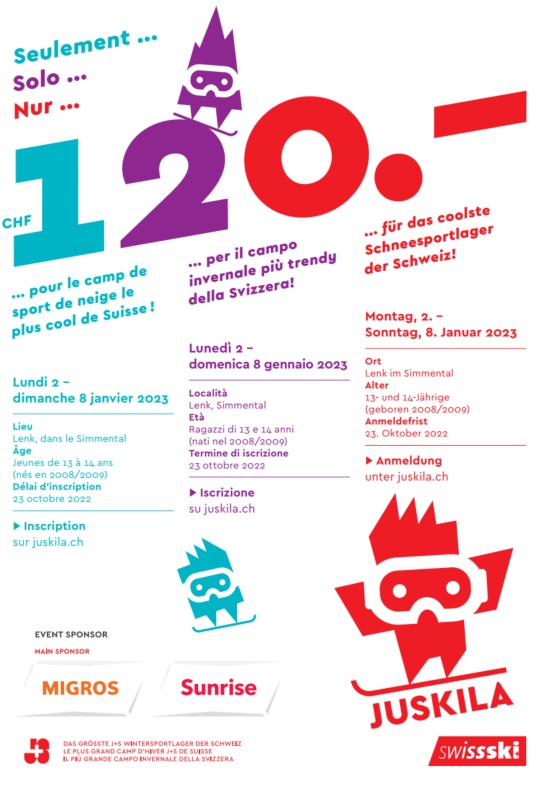 Seulement ...
Solo ...
Nur ...
CHF
120.–
... pour le camp de
sport de neige le
plus cool de Suisse !
... per il campo
invernale più trendy
della Svizzera!
... für das coolste
Schneesportlager
der Schweiz!
Lundi 2 –
dimanche 8 janvier 2023
Lieu
Lenk, dans le Simmental
Âge
Jeunes de 13 à 14 ans
(nés en 2008/2009)
Délai d'inscription
23 octobre 2022
Inscription
sur juskila.ch
Lunedì 2 –
domenica 8 gennaio 2023
Località
Lenk, Simmental
Età
Ragazzi di 13 e 14 anni
(nati nel 2008/2009)
Termine di iscrizione
23 ottobre 2022
Iscrizione
su juskila.ch
Montag, 2. –
Sonntag, 8. Januar 2023
Ort
Lenk im Simmental
Alter
13- und 14-Jährige
(geboren 2008/2009)
Anmeldefrist
23. Oktober 2022
Anmeldung
unter juskila.ch
JUSKILA
EVENT SPONSOR
MAIN SPONSOR
MIGROS
Sunrise
J+S
DAS GRÖSSTE J+S WINTERSPORTLAGER DER SCHWEIZ
LE PLUS GRAND CAMP D'HIVER J+S DE SUISSE
IL PIÙ GRANDE CAMPO INVERNALE DELLA SVIZZERA
swissski